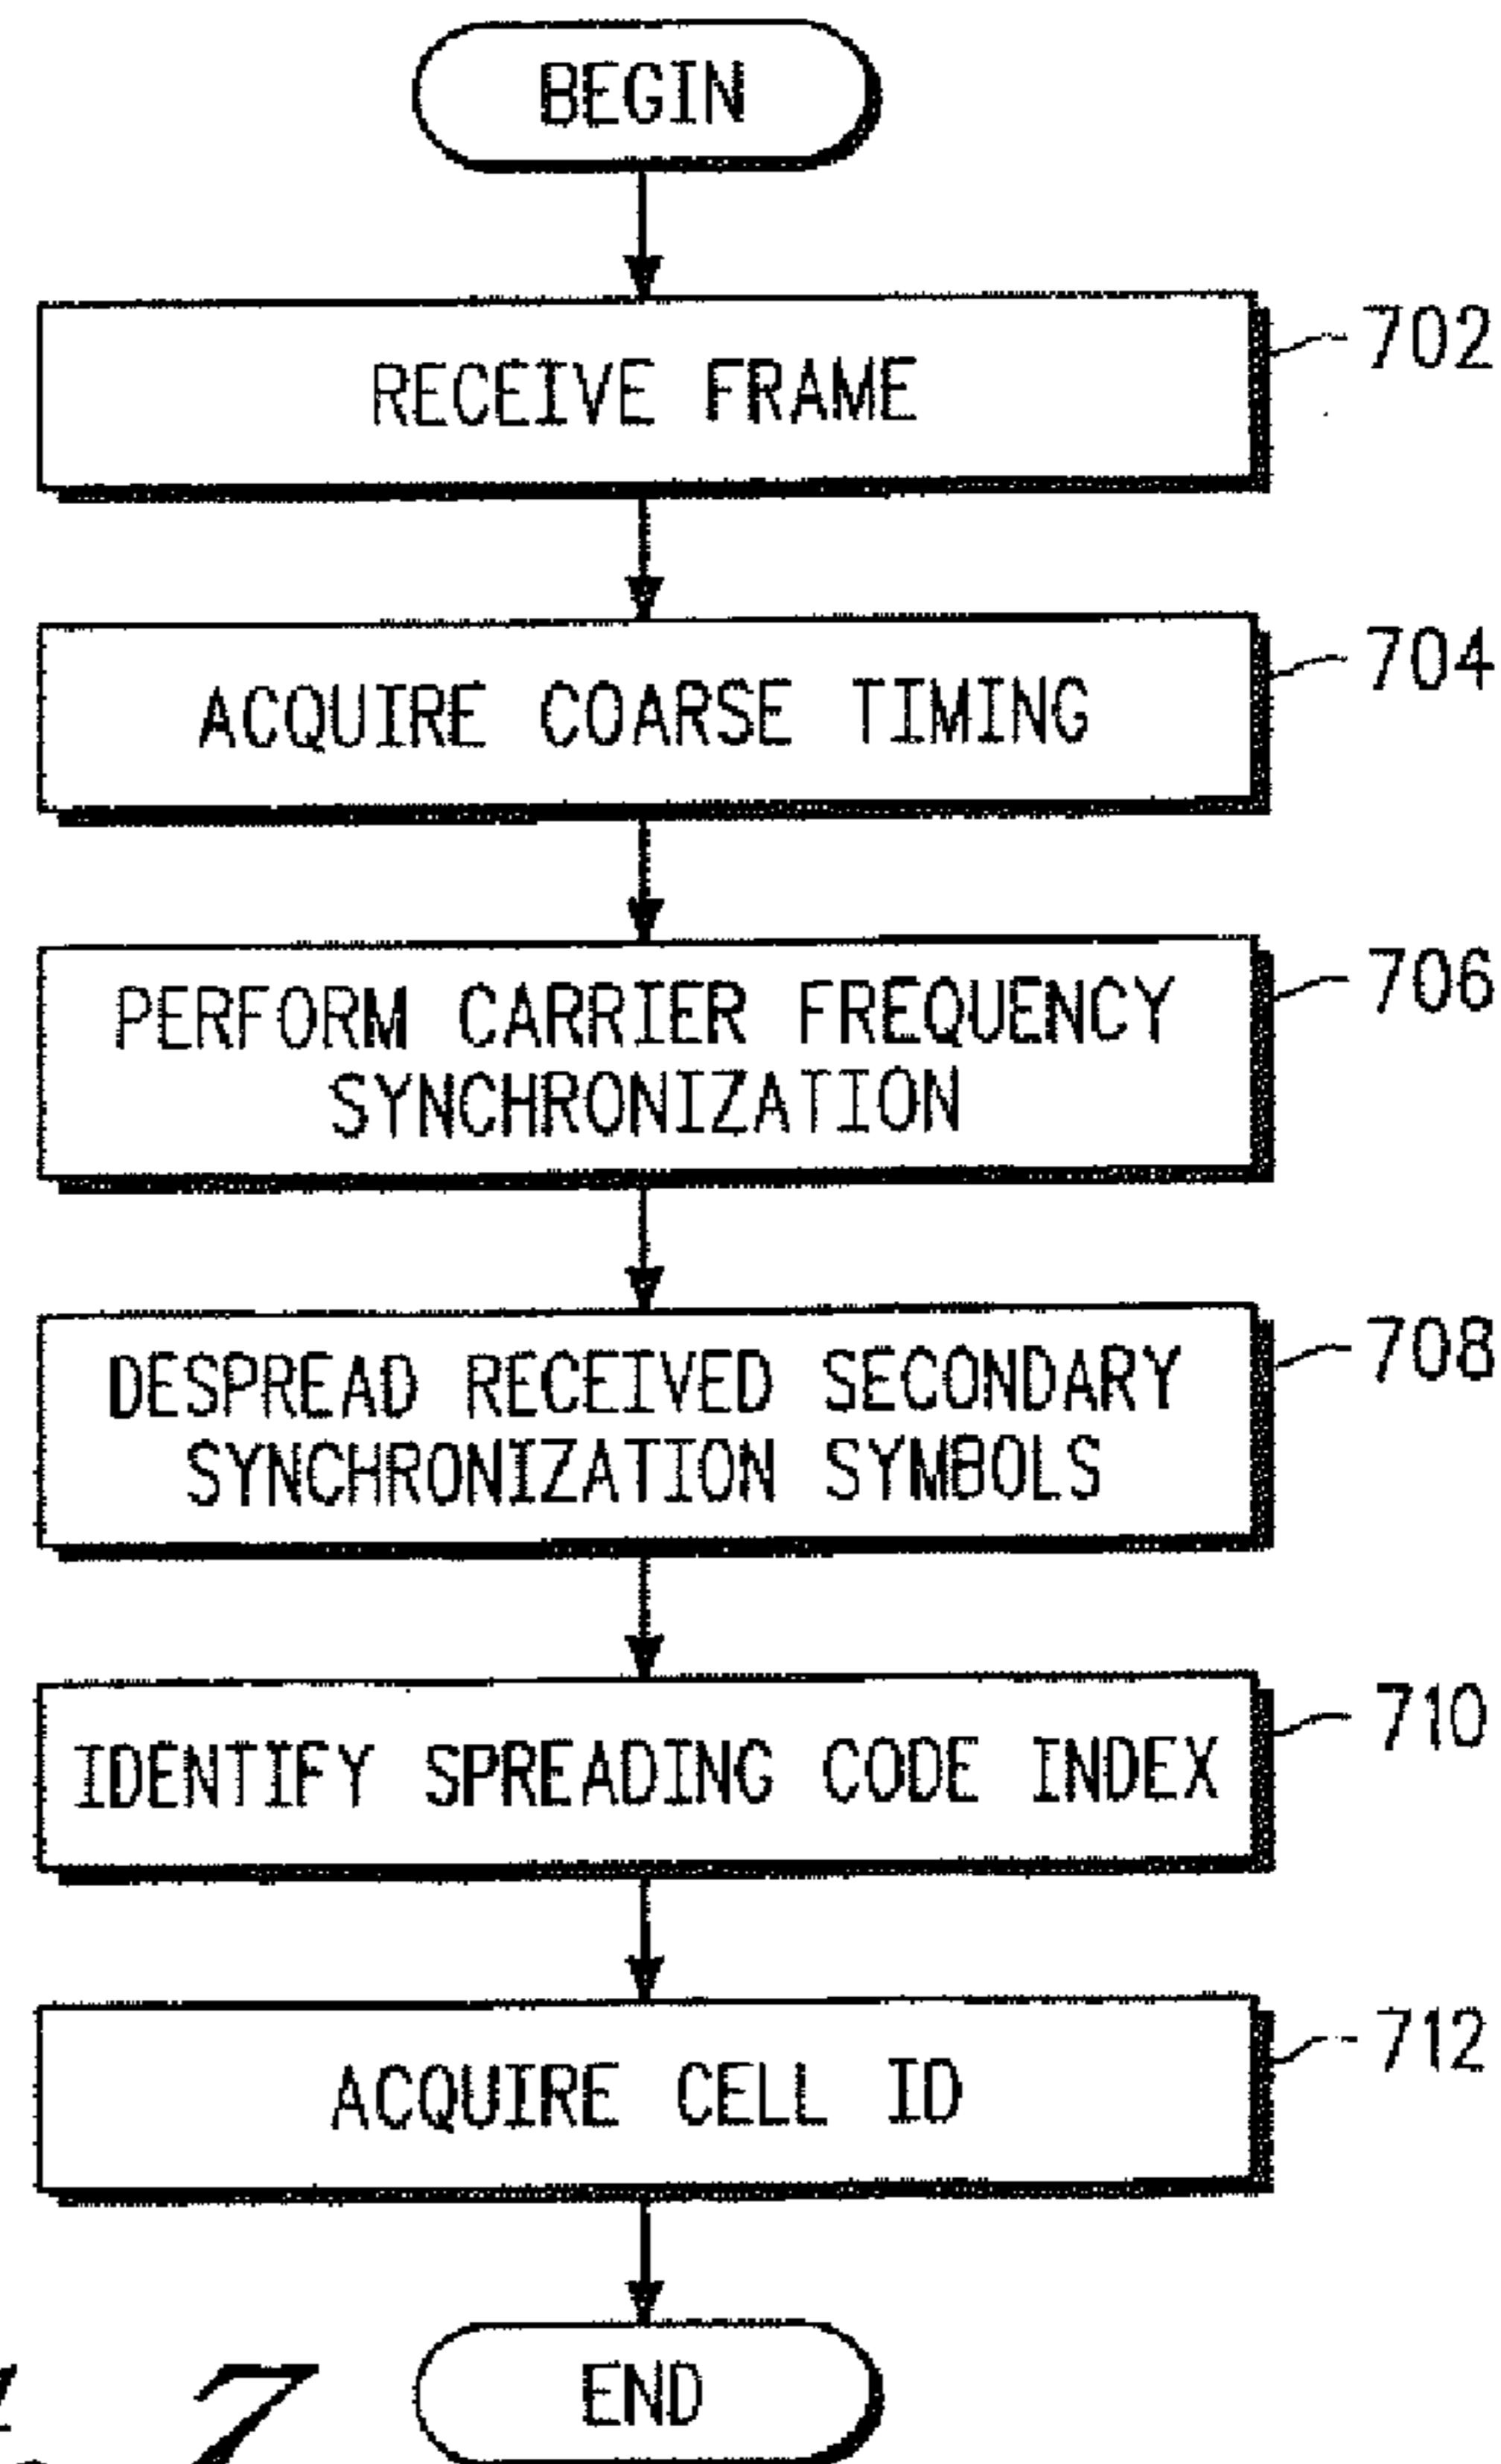 BEGIN
RECEIVE FRAME
702
ACQUIRE COARSE TIMING
704
PERFORM CARRIER FREQUENCY
SYNCHRONIZATION
706
DESPREAD RECEIVED SECONDARY
SYNCHRONIZATION SYMBOLS
708
IDENTIFY SPREADING CODE INDEX
710
ACQUIRE CELL ID
712
END
7